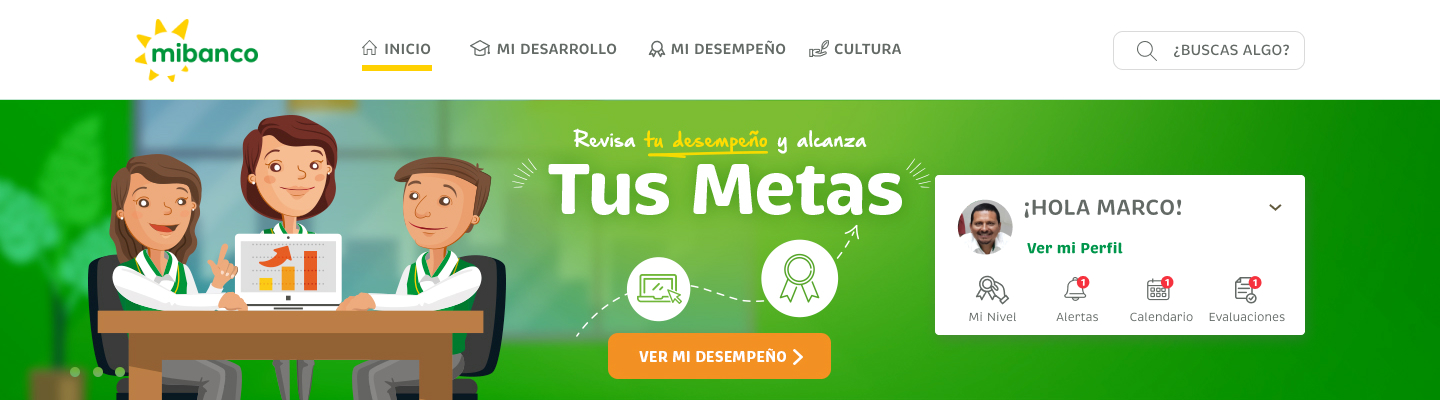 mibanco
INICIO
MI DESARROLLO
MI DESEMPEÑO
CULTURA
¿BUSCAS ALGO?
Revisa tu desempeño y alcanza
Tus Metas
VER MI DESEMPEÑO
¡HOLA MARCO!
Ver mi Perfil
1
1
1
Mi Nivel
Alertas
Calendario
Evaluaciones